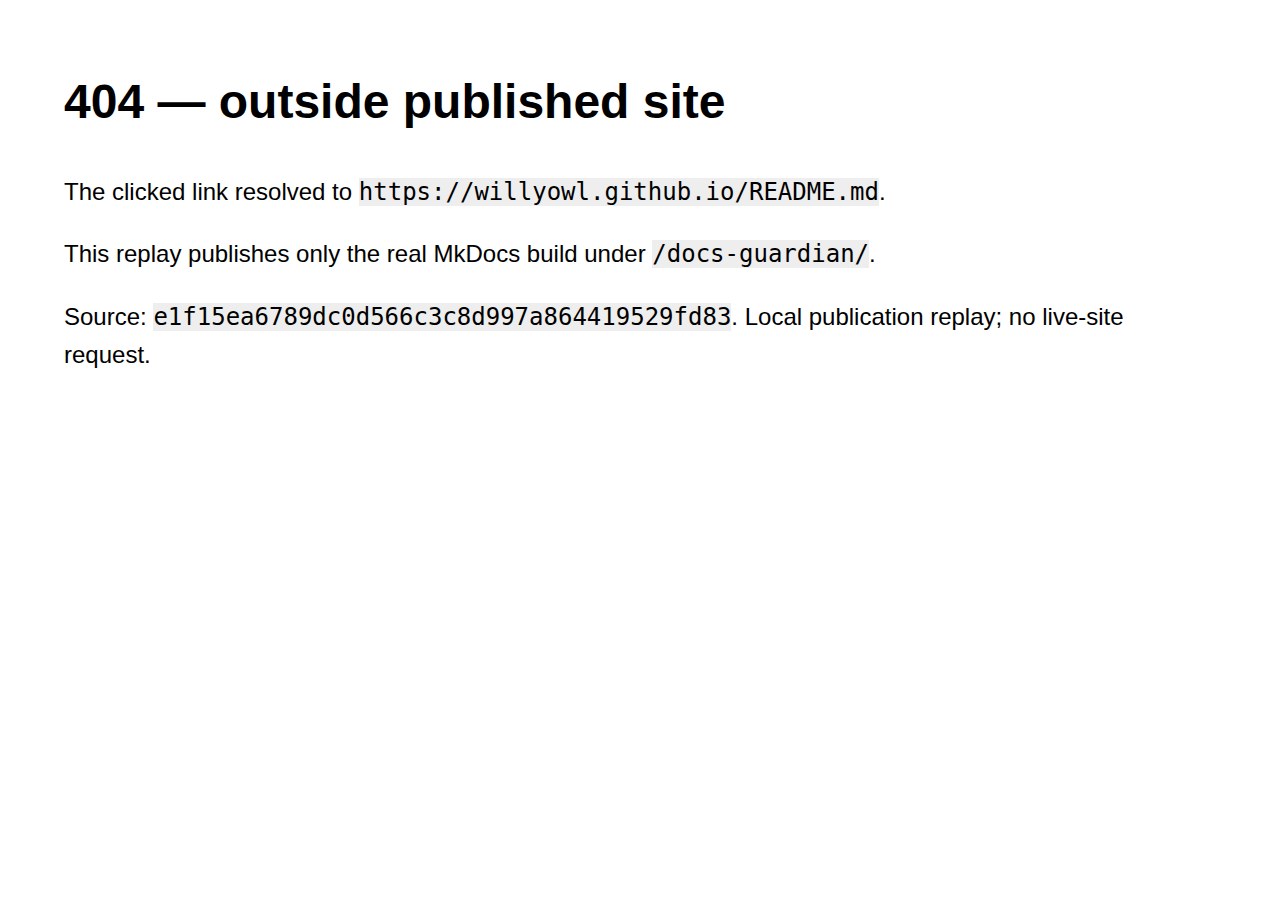 404 — outside published site
The clicked link resolved to https://willyowl.github.io/README.md.
This replay publishes only the real MkDocs build under /docs-guardian/.
Source: e1f15ea6789dc0d566c3c8d997a864419529fd83. Local publication replay; no live-site
request.